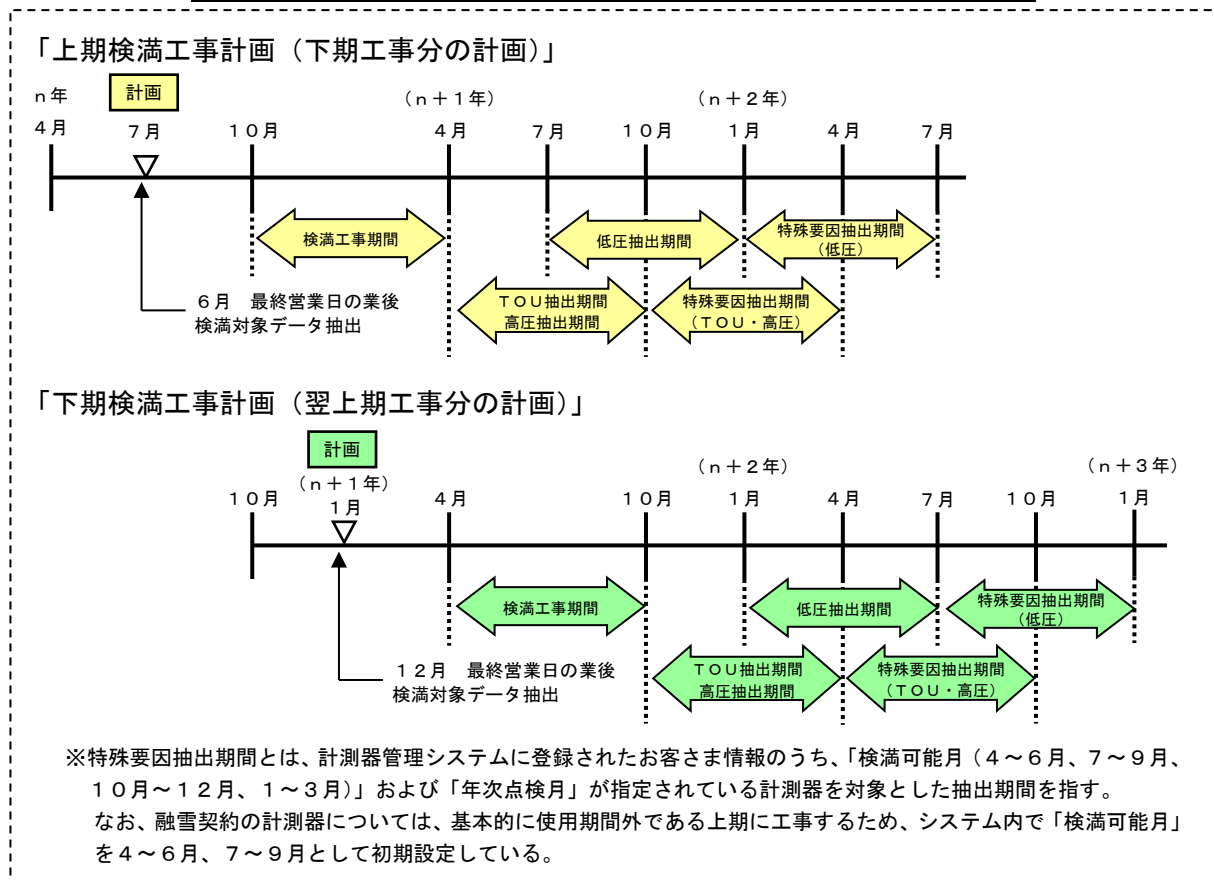 「上期検満工事計画（下期工事分の計画）」
ｎ年
計画
（ｎ＋１年）
（ｎ＋２年）
４月
７月
１０月
４月
７月
１０月
１月
４月
７月
検満工事期間
低圧抽出期間
特殊要因抽出期間
（低圧）
６月　最終営業日の業後
検満対象データ抽出
ＴＯＵ抽出期間
高圧抽出期間
特殊要因抽出期間
（ＴＯＵ・高圧）
「下期検満工事計画（翌上期工事分の計画）」
計画
（ｎ＋１年）
（ｎ＋２年）
（ｎ＋３年）
１０月
１月
４月
１０月
１月
４月
７月
１０月
１月
検満工事期間
低圧抽出期間
特殊要因抽出期間
（低圧）
１２月　最終営業日の業後
検満対象データ抽出
ＴＯＵ抽出期間
高圧抽出期間
特殊要因抽出期間
（ＴＯＵ・高圧）
※特殊要因抽出期間とは、計測器管理システムに登録されたお客さま情報のうち、「検満可能月（４～６月、７～９月、
１０月～１２月、１～３月）」および「年次点検月」が指定されている計測器を対象とした抽出期間を指す。
なお、融雪契約の計測器については、基本的に使用期間外である上期に工事するため、システム内で「検満可能月」
を４～６月、７～９月として初期設定している。